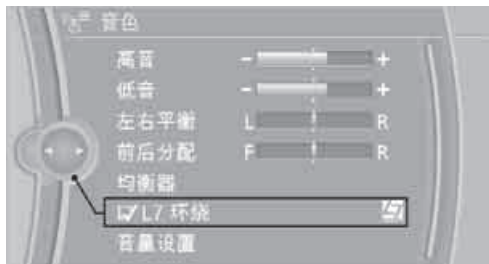 音色
高音 - +
低音 - +
左右平衡 L R
前后分配 F R
均衡器
L7 环绕
音量设置